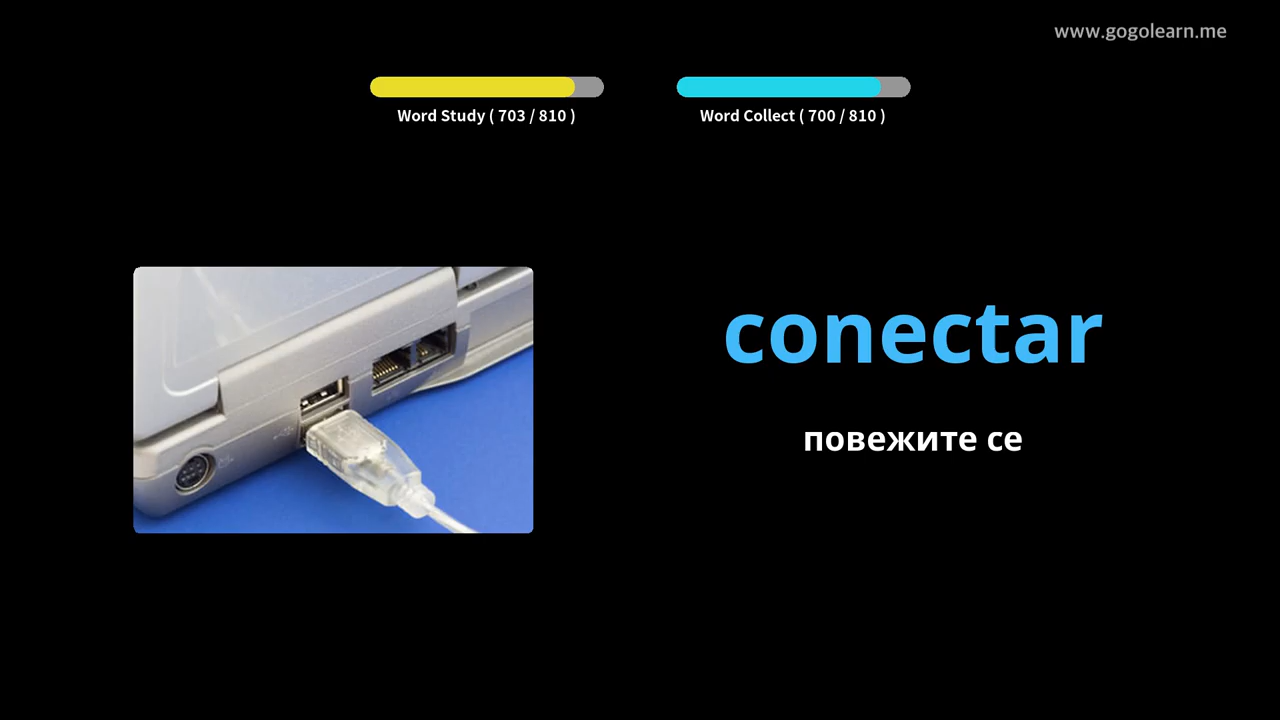 www.gogolearn.me
Word Study ( 703 / 810 )
Word Collect ( 700 / 810 )
conectar
повежите се